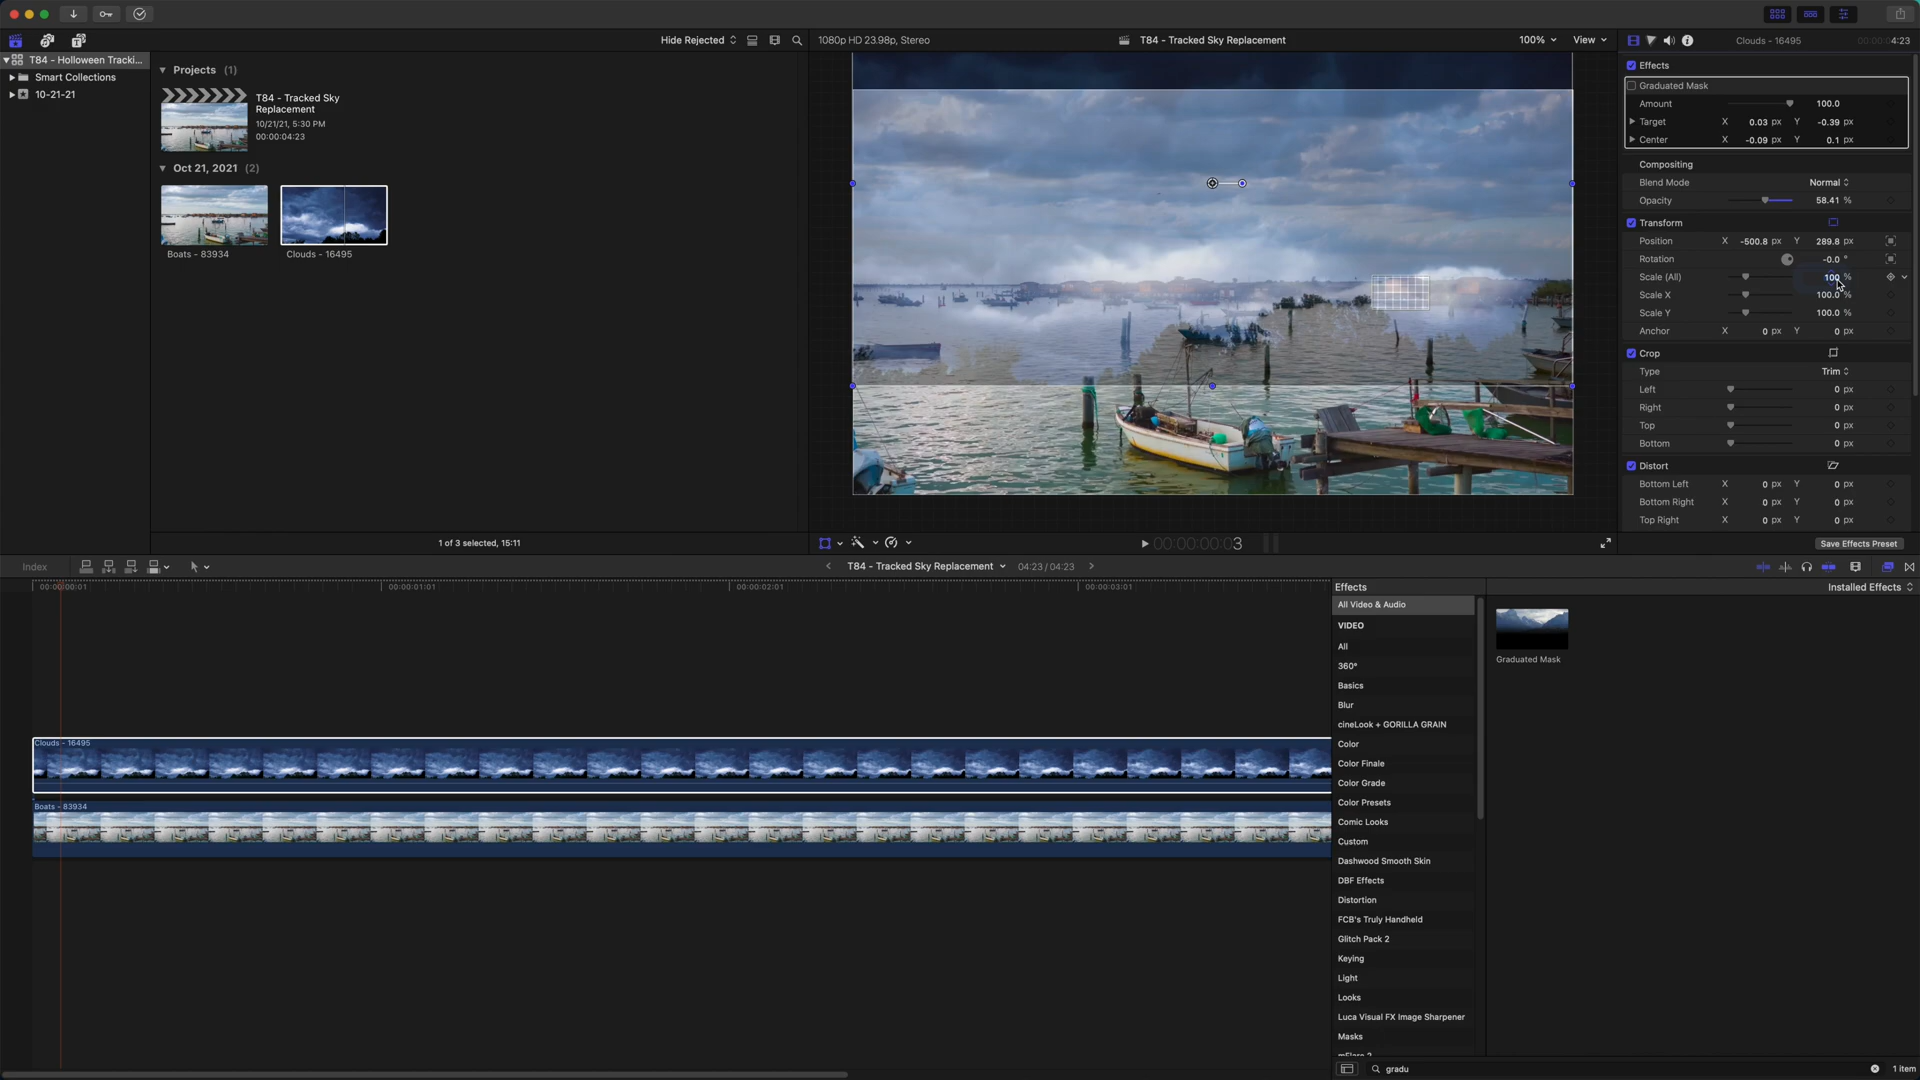 Hide Rejected
1080p HD 23.98p, Stereo
T84 - Tracked Sky Replacement
100%
View
Clouds - 16495
00:00:04:23
T84 - Holloween Tracki...
Smart Collections
10-21-21
Projects (1)
T84 - Tracked Sky
Replacement
10/21/21, 5:30 PM
00:00:04:23
Oct 21, 2021 (2)
Boats - 83934
Clouds - 16495
1 of 3 selected, 15:11
00:00:00:03
Effects
Graduated Mask
Amount 100.0
Target X 0.03 px Y -0.39 px
Center X -0.09 px Y 0.1 px
Compositing
Blend Mode Normal
Opacity 58.41 %
Transform
Position X -500.8 px Y 289.8 px
Rotation -0.0 °
Scale (All) 100 %
Scale X 100.0 %
Scale Y 100.0 %
Anchor X 0 px Y 0 px
Crop
Type Trim
Left 0 px
Right 0 px
Top 0 px
Bottom 0 px
Distort
Bottom Left X 0 px Y 0 px
Bottom Right X 0 px Y 0 px
Top Right X 0 px Y 0 px
Save Effects Preset
Index
T84 - Tracked Sky Replacement
04:23 / 04:23
00:00:00:01
00:00:01:01
00:00:02:01
00:00:03:01
Clouds - 16495
Boats - 83934
Effects
Installed Effects
All Video & Audio
VIDEO
All
360°
Basics
Blur
cineLook + GORILLA GRAIN
Color
Color Finale
Color Grade
Color Presets
Comic Looks
Custom
Dashwood Smooth Skin
DBF Effects
Distortion
FCB's Truly Handheld
Glitch Pack 2
Keying
Light
Looks
Luca Visual FX Image Sharpener
Masks
Graduated Mask
gradu
1 item